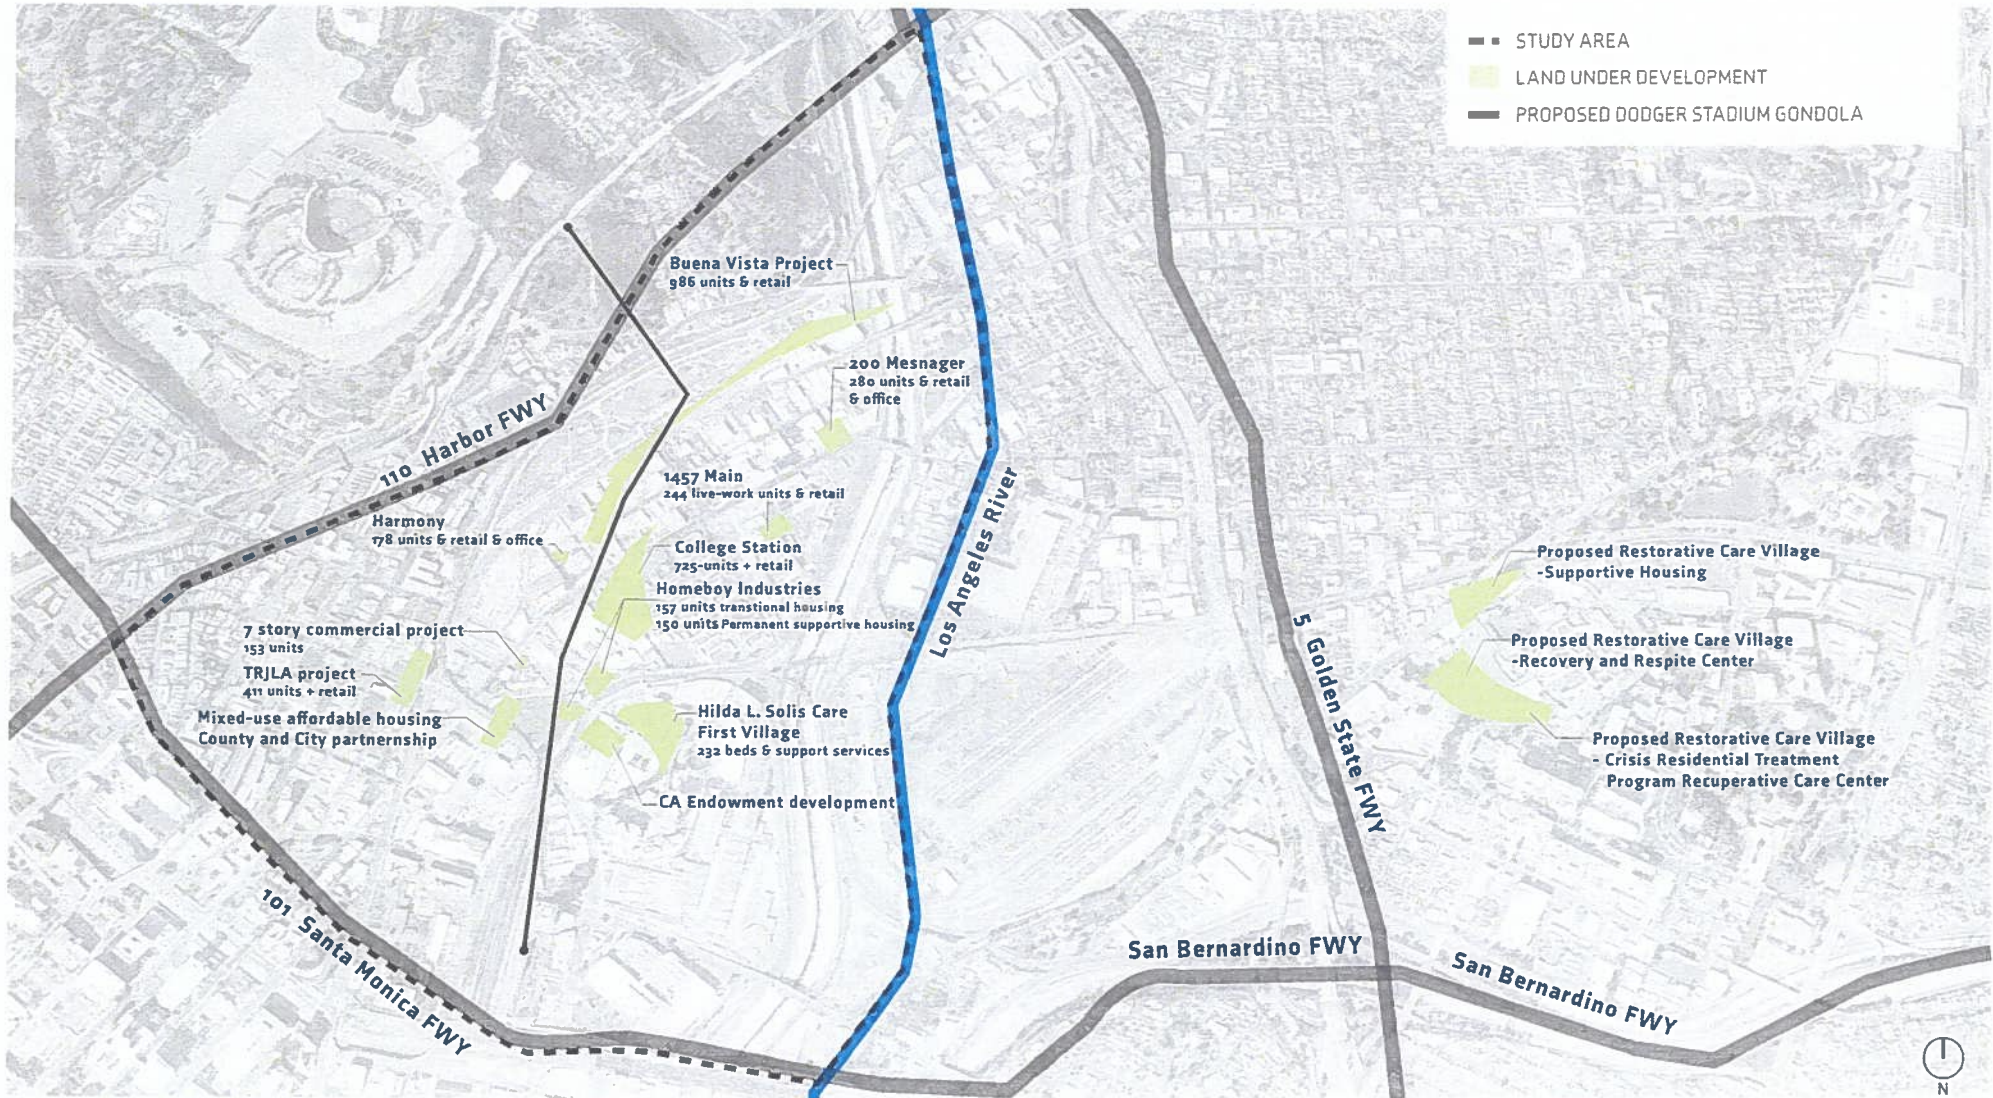 STUDY AREA
LAND UNDER DEVELOPMENT
PROPOSED DODGER STADIUM GONDOLA
Buena Vista Project
986 units & retail
200 Mesnager
280 units & retail
& office
110 Harbor FWY
1457 Main
244 live-work units & retail
Harmony
178 units & retail & office
College Station
725-units + retail
Homeboy Industries
157 units transtional housing
150 units Permanent supportive housing
Los Angeles River
7 story commercial project
153 units
TRJLA project
411 units + retail
Mixed-use affordable housing
County and City partnernship
Hilda L. Solis Care
First Village
232 beds & support services
CA Endowment development
5 Golden State FWY
Proposed Restorative Care Village
-Supportive Housing
Proposed Restorative Care Village
-Recovery and Respite Center
Proposed Restorative Care Village
- Crisis Residential Treatment
Program Recuperative Care Center
101 Santa Monica FWY
San Bernardino FWY
San Bernardino FWY
N